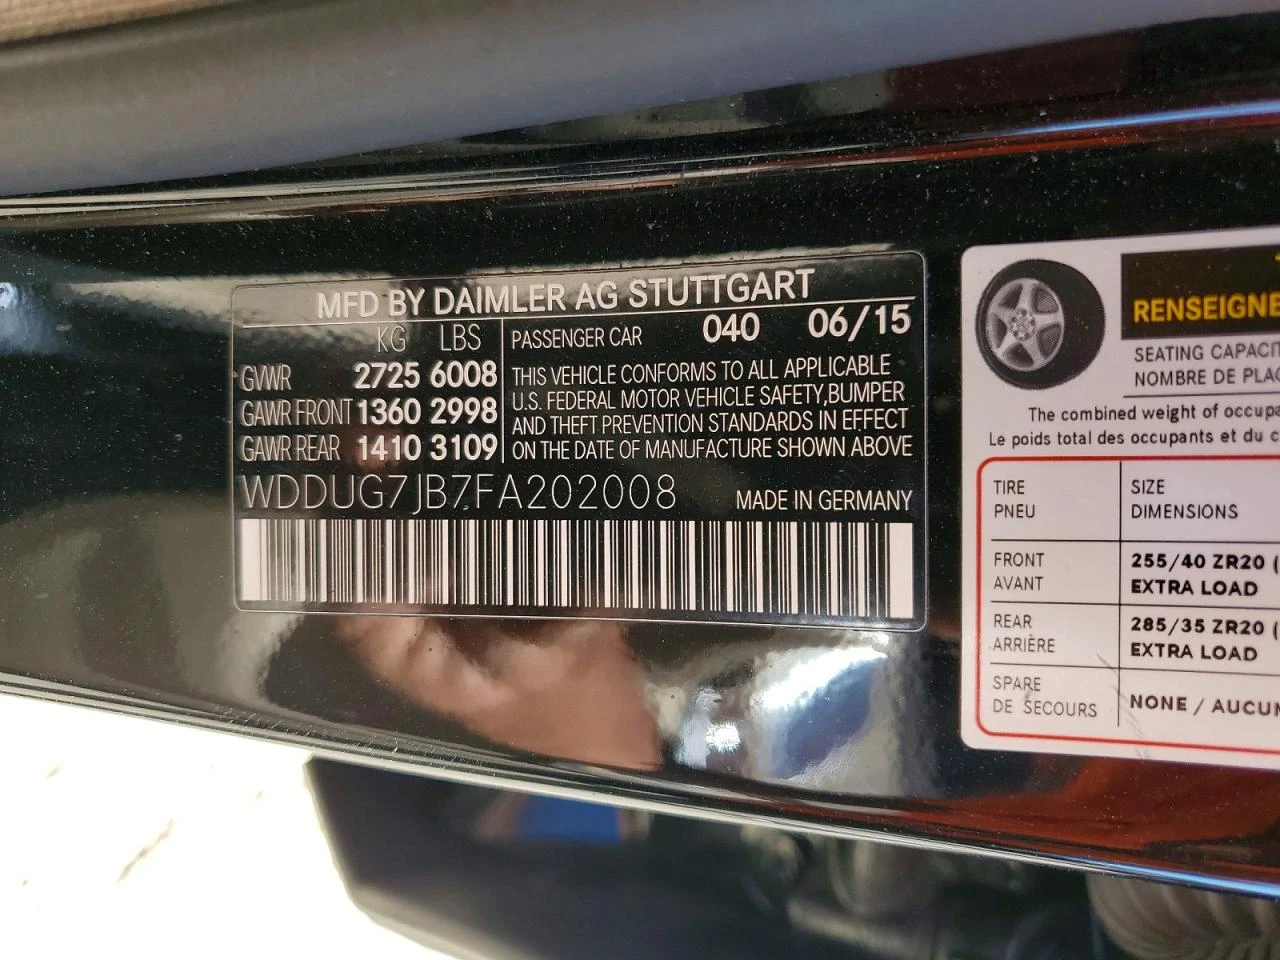 MFD BY DAIMLER AG STUTTGART
KG LBS
GVWR 2725 6008
GAWR FRONT 1360 2998
GAWR REAR 1410 3109
PASSENGER CAR 040 06/15
THIS VEHICLE CONFORMS TO ALL APPLICABLE
U.S. FEDERAL MOTOR VEHICLE SAFETY,BUMPER
AND THEFT PREVENTION STANDARDS IN EFFECT
ON THE DATE OF MANUFACTURE SHOWN ABOVE
WDDUG7JB7FA202008 MADE IN GERMANY
RENSEIGNE
SEATING CAPACIT
NOMBRE DE PLAC
The combined weight of occupa
Le poids total des occupants et du c
TIRE
PNEU
SIZE
DIMENSIONS
FRONT
AVANT
255/40 ZR20 (
EXTRA LOAD
REAR
ARRIÈRE
285/35 ZR20 (
EXTRA LOAD
SPARE
DE SECOURS
NONE / AUCUN